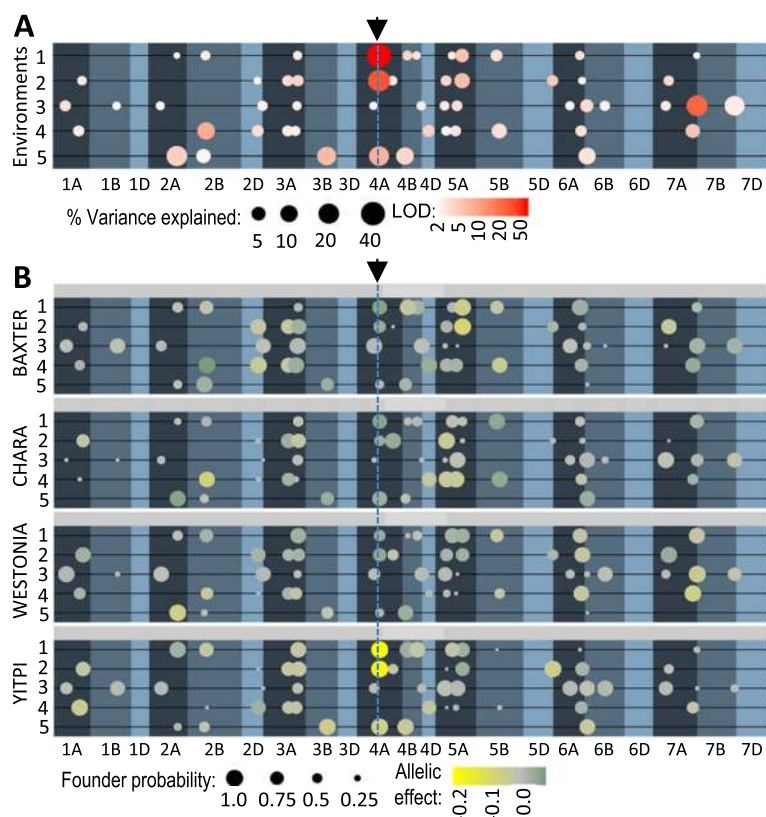 A
Environments
1
2
3
4
5
1A 1B 1D 2A 2B 2D 3A 3B 3D 4A 4B 4D 5A 5B 5D 6A 6B 6D 7A 7B 7D
% Variance explained: 5 10 20 40
LOD: 2 5 10 20 50
B
BAXTER
1
2
3
4
5
CHARA
1
2
3
4
5
WESTONIA
1
2
3
4
5
YITPI
1
2
3
4
5
1A 1B 1D 2A 2B 2D 3A 3B 3D 4A 4B 4D 5A 5B 5D 6A 6B 6D 7A 7B 7D
Founder probability: 1.0 0.75 0.5 0.25
Allelic
effect: -0.2 -0.1 0.0